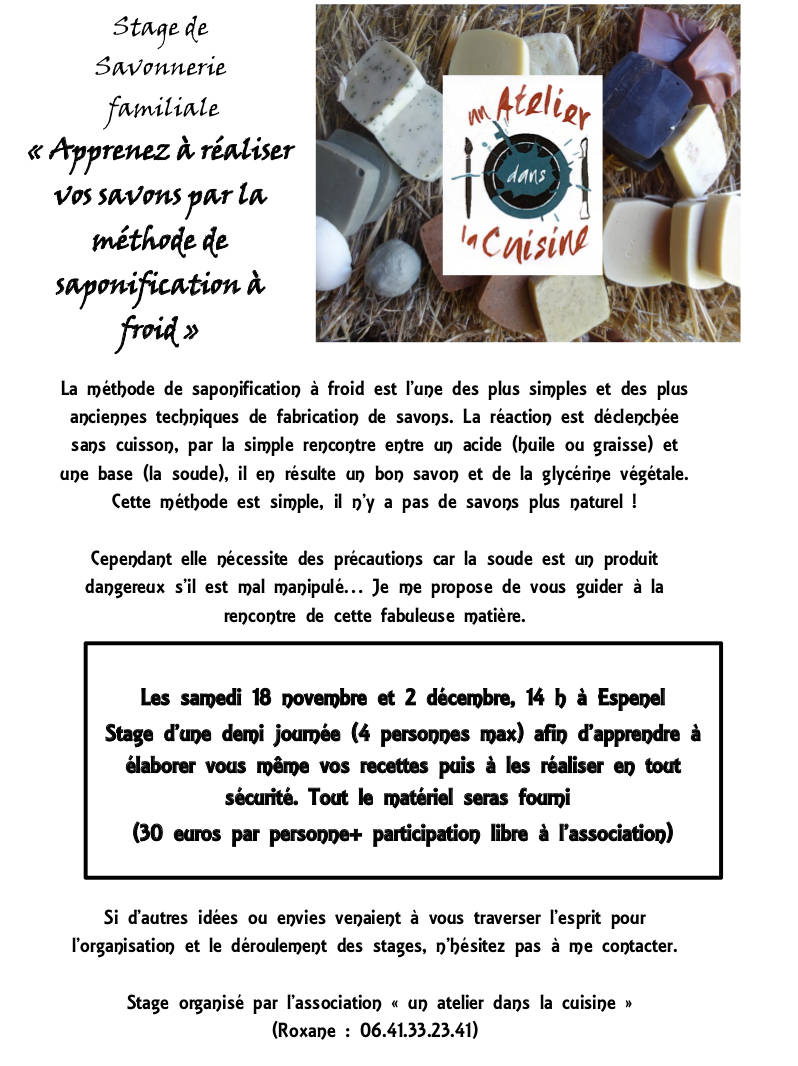 Stage de
Savonnerie
familiale
« Apprenez à réaliser
vos savons par la
méthode de
saponification à
froid »
un Atelier
dans
la Cuisine
La méthode de saponification à froid est l'une des plus simples et des plus
anciennes techniques de fabrication de savons. La réaction est déclenchée
sans cuisson, par la simple rencontre entre un acide (huile ou graisse) et
une base (la soude), il en résulte un bon savon et de la glycérine végétale.
Cette méthode est simple, il n'y a pas de savons plus naturel !
Cependant elle nécessite des précautions car la soude est un produit
dangereux s'il est mal manipulé... Je me propose de vous guider à la
rencontre de cette fabuleuse matière.
Les samedi 18 novembre et 2 décembre, 14 h à Espenel
Stage d'une demi journée (4 personnes max) afin d'apprendre à
élaborer vous même vos recettes puis à les réaliser en tout
sécurité. Tout le matériel seras fourni
(30 euros par personne+ participation libre à l'association)
Si d'autres idées ou envies venaient à vous traverser l'esprit pour
l'organisation et le déroulement des stages, n'hésitez pas à me contacter.
Stage organisé par l'association « un atelier dans la cuisine »
(Roxane : 06.41.33.23.41)